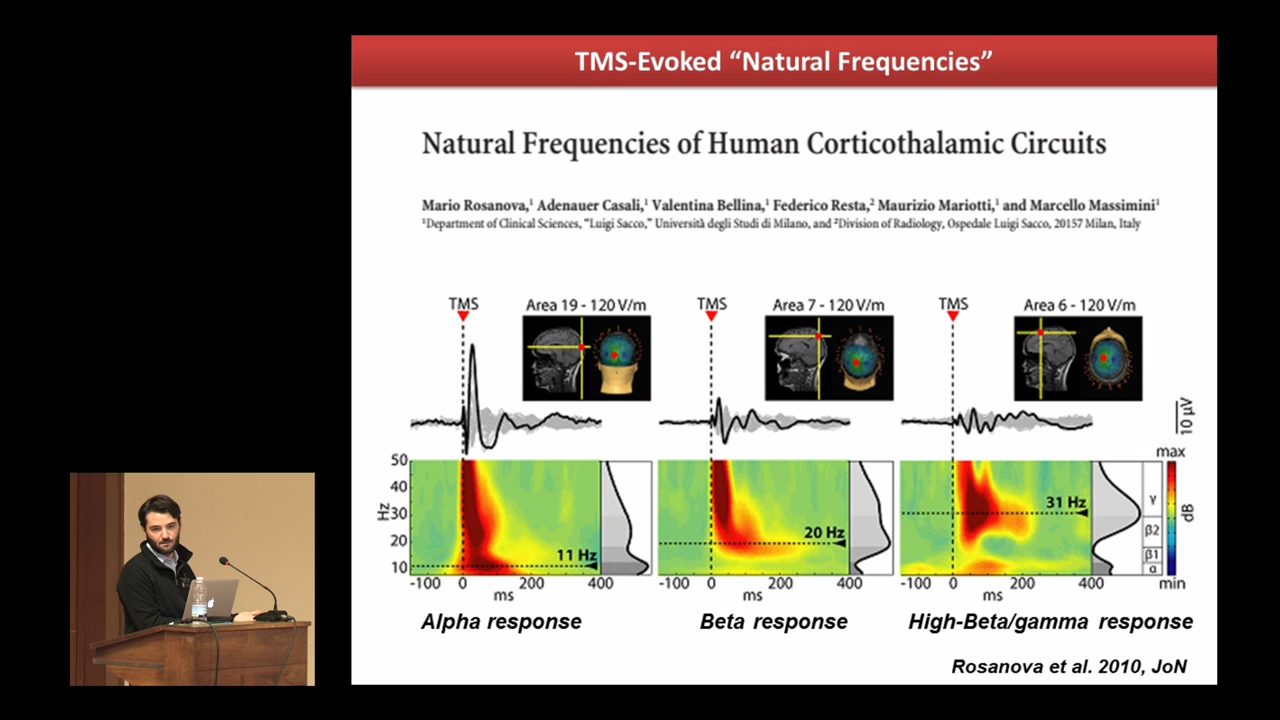 TMS-Evoked “Natural Frequencies”
Natural Frequencies of Human Corticothalamic Circuits
Mario Rosanova,¹ Adenauer Casali,¹ Valentina Bellina,¹ Federico Resta,² Maurizio Mariotti,¹ and Marcello Massimini¹
¹Department of Clinical Sciences, “Luigi Sacco,” Università degli Studi di Milano, and ²Division of Radiology, Ospedale Luigi Sacco, 20157 Milan, Italy
TMS Area 19 - 120 V/m TMS Area 7 - 120 V/m TMS Area 6 - 120 V/m
10 μV
max
50
40
30
20
10
Hz
11 Hz
20 Hz
31 Hz
γ
β2
β1
α
dB
min
-100 0 200 400 -100 0 200 400 -100 0 200 400
ms ms ms
Alpha response Beta response High-Beta/gamma response
Rosanova et al. 2010, JoN